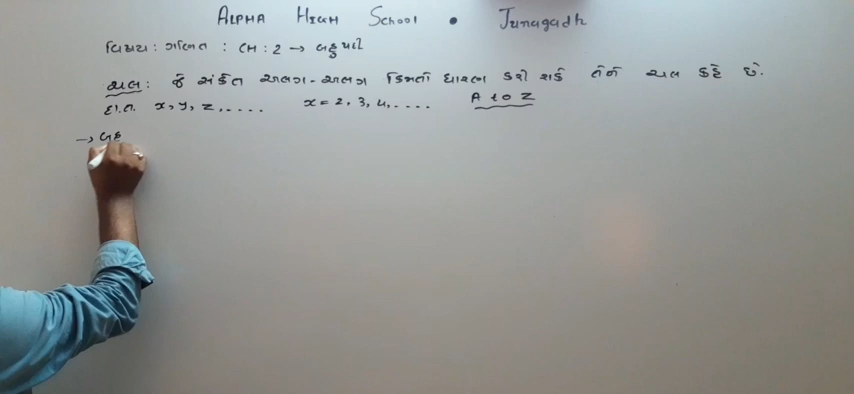 ALPHA HIGH SCHOOL • Junagadh
વિષય : ગણિત : CH : 2 → બહુપદી
ચલ : જે સંકેત અલગ-અલગ કિંમતો ધારણ કરી શકે તેને ચલ કહે છે.
દા.ત. x, y, z, .... x = 2, 3, 4, .... A to Z
→ બહ